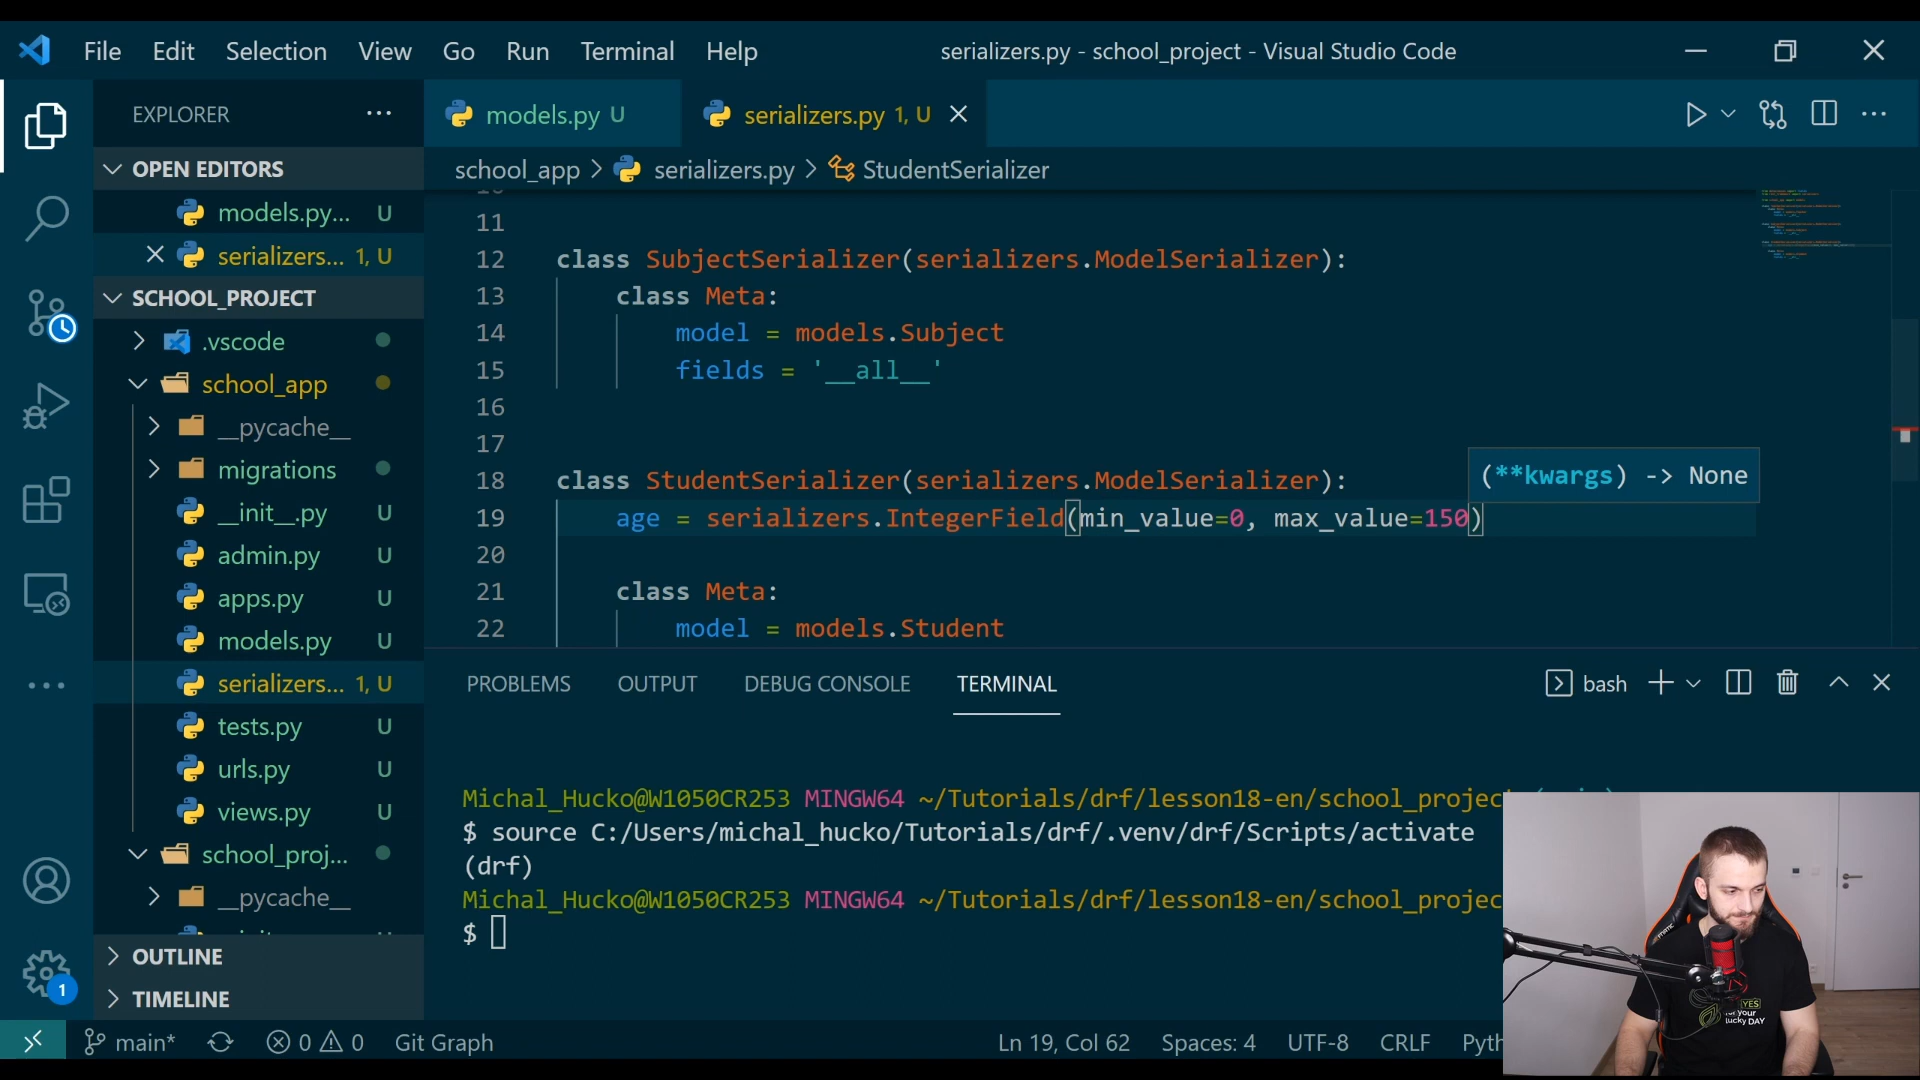 File Edit Selection View Go Run Terminal Help
serializers.py - school_project - Visual Studio Code
EXPLORER
OPEN EDITORS
models.py... U
serializers... 1, U
SCHOOL_PROJECT
.vscode
school_app
__pycache__
migrations
__init__.py U
admin.py U
apps.py U
models.py U
serializers... 1, U
tests.py U
urls.py U
views.py U
school_proj...
__pycache__
OUTLINE
TIMELINE
1
models.py U
serializers.py 1, U
school_app > serializers.py > StudentSerializer
11
12 class SubjectSerializer(serializers.ModelSerializer):
13 class Meta:
14 model = models.Subject
15 fields = '__all__'
16
17
(**kwargs) -> None
18 class StudentSerializer(serializers.ModelSerializer):
19 age = serializers.IntegerField(min_value=0, max_value=150)
20
21 class Meta:
22 model = models.Student
PROBLEMS OUTPUT DEBUG CONSOLE TERMINAL
bash
Michal_Hucko@W1050CR253 MINGW64 ~/Tutorials/drf/lesson18-en/school_projec
$ source C:/Users/michal_hucko/Tutorials/drf/.venv/drf/Scripts/activate
(drf)
Michal_Hucko@W1050CR253 MINGW64 ~/Tutorials/drf/lesson18-en/school_projec
$
YES
your
lucky DAY
main* 0 0 Git Graph
Ln 19, Col 62 Spaces: 4 UTF-8 CRLF Pyth